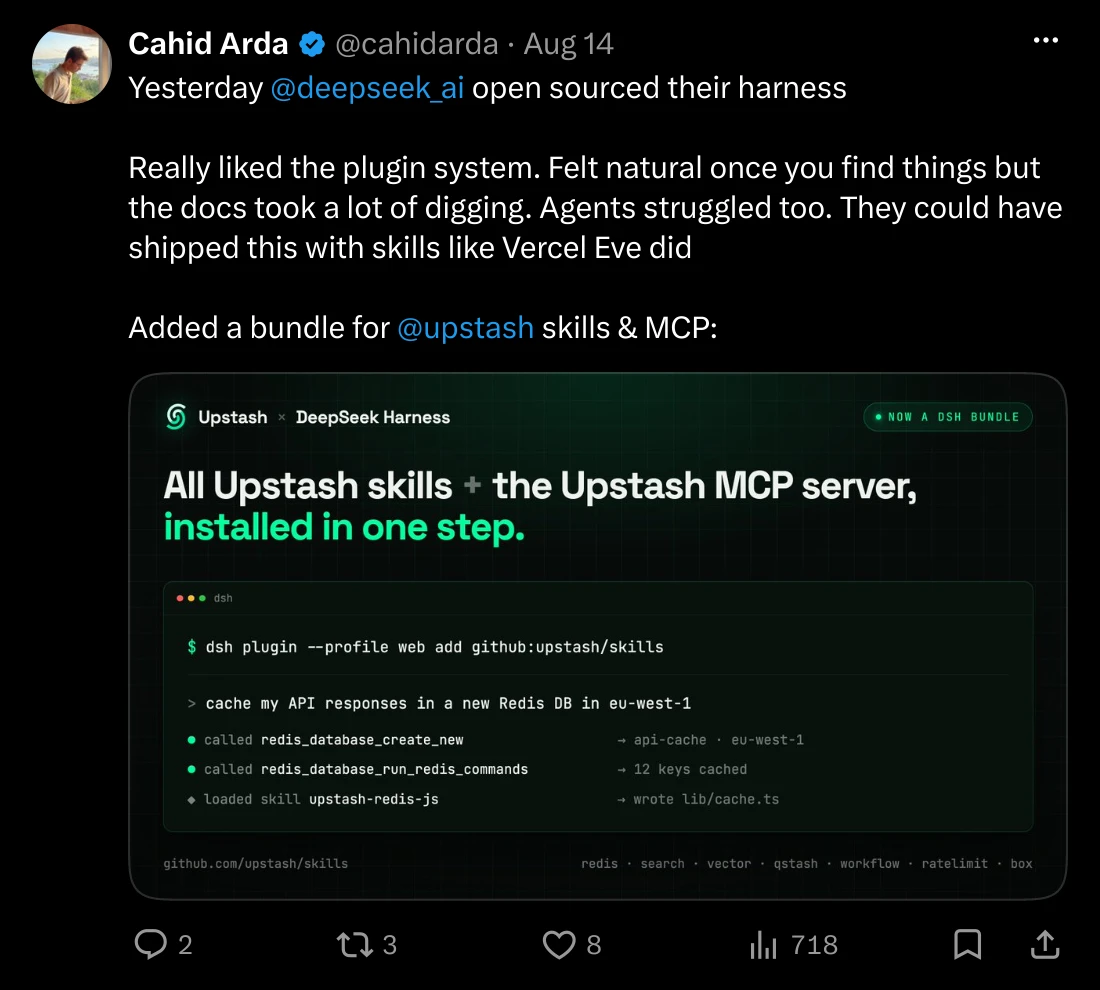 Cahid Arda @cahidarda · Aug 14
Yesterday @deepseek_ai open sourced their harness
Really liked the plugin system. Felt natural once you find things but
the docs took a lot of digging. Agents struggled too. They could have
shipped this with skills like Vercel Eve did
Added a bundle for @upstash skills & MCP:
Upstash × DeepSeek Harness
NOW A DSH BUNDLE
All Upstash skills + the Upstash MCP server,
installed in one step.
dsh
$ dsh plugin --profile web add github:upstash/skills
> cache my API responses in a new Redis DB in eu-west-1
called redis_database_create_new → api-cache · eu-west-1
called redis_database_run_redis_commands → 12 keys cached
loaded skill upstash-redis-js → wrote lib/cache.ts
github.com/upstash/skills redis · search · vector · qstash · workflow · ratelimit · box
2 3 8 718